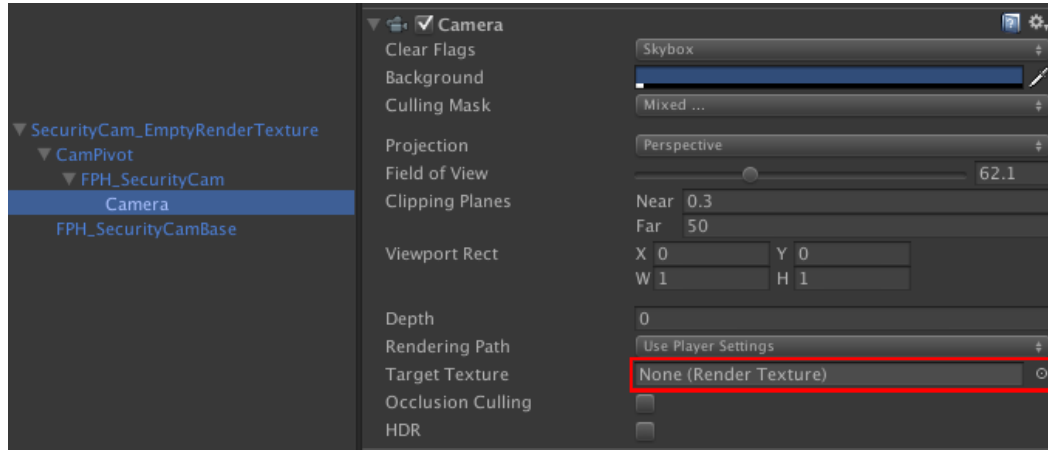 SecurityCam_EmptyRenderTexture
CamPivot
FPH_SecurityCam
Camera
FPH_SecurityCamBase
Camera
Clear Flags Skybox
Background
Culling Mask Mixed ...
Projection Perspective
Field of View 62.1
Clipping Planes Near 0.3
Far 50
Viewport Rect X 0 Y 0
W 1 H 1
Depth 0
Rendering Path Use Player Settings
Target Texture None (Render Texture)
Occlusion Culling
HDR